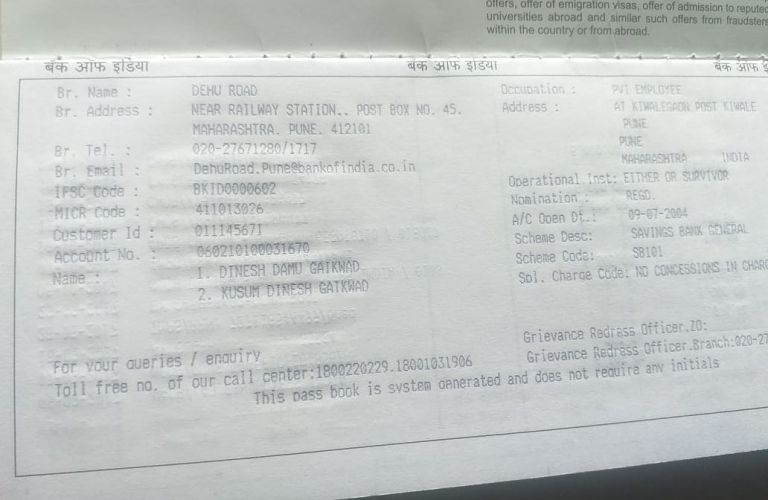 offers, offer of emigration visas, offer of admission to reputed
universities abroad and similar such offers from fraudsters
within the country or from abroad.
बैंक ऑफ इंडिया बैंक ऑफ इंडिया बैंक ऑफ
Br. Name : DEHU ROAD
Br. Address : NEAR RAILWAY STATION.. POST BOX NO. 45.
MAHARASHTRA. PUNE. 412101
Br. Tel. : 020-27671280/1717
Br. Email : DehuRoad.Pune@bankofindia.co.in
IFSC Code : BKID0000602
MICR Code : 411013026
Customer Id : 011145671
Account No. : 060210100031670
Name : 1. DINESH DAMU GAIKWAD
2. KUSUM DINESH GAIKWAD
Occupation : PVT EMPLOYEE
Address : AT KIWALEGAON POST KIWALE
PUNE
PUNE
MAHARASHTRA INDIA
Operational Inst: EITHER OR SURVIVOR
Nomination : REGD.
A/C Open Dt.: 09-07-2004
Scheme Desc: SAVINGS BANK GENERAL
Scheme Code: SB101
Spl. Charge Code: NO CONCESSIONS IN CHARG
Grievance Redress Officer.ZO:
Grievance Redress Officer.Branch:020-27
For your queries / enquiry
Toll free no. of our call center:1800220229.18001031906
This pass book is system generated and does not require any initials